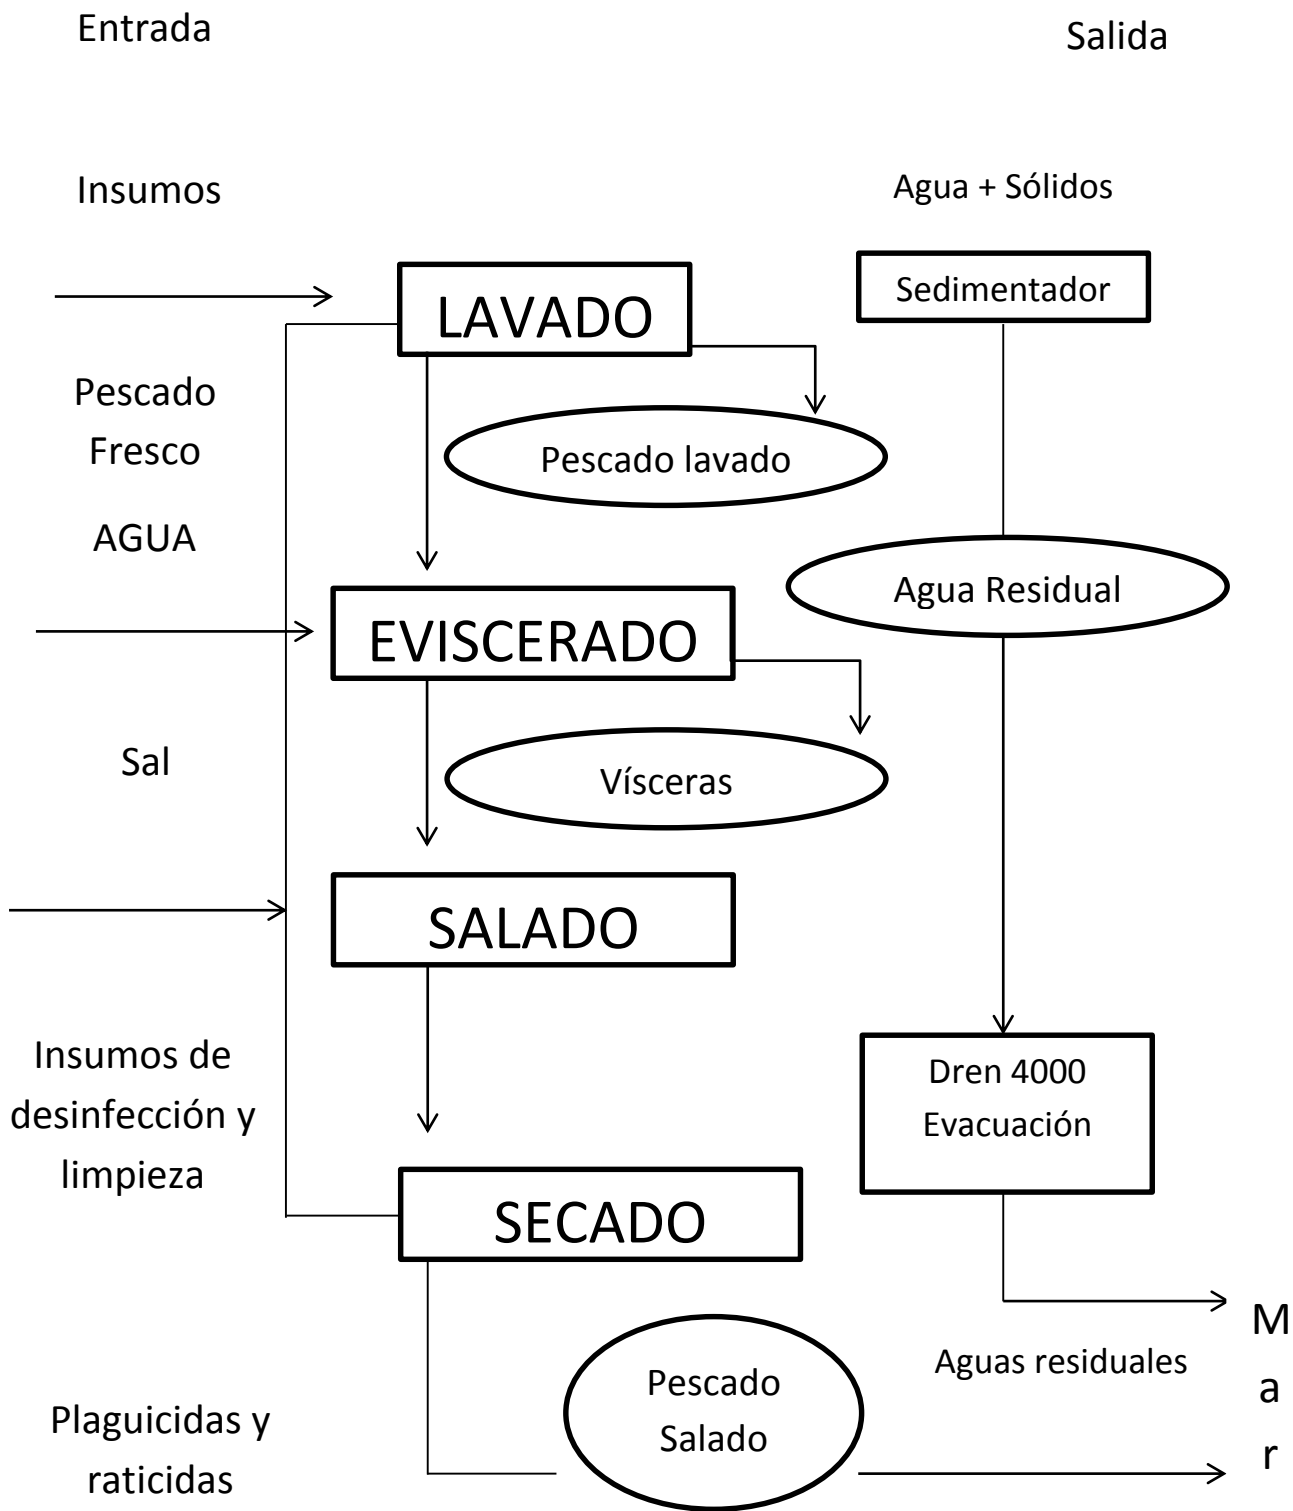 Entrada
Salida
Insumos
Agua + Sólidos
LAVADO
Sedimentador
Pescado
Fresco
Pescado lavado
AGUA
Agua Residual
EVISCERADO
Sal
Vísceras
SALADO
Insumos de
desinfección y
limpieza
Dren 4000
Evacuación
SECADO
M
a
r
Aguas residuales
Pescado
Salado
Plaguicidas y
raticidas